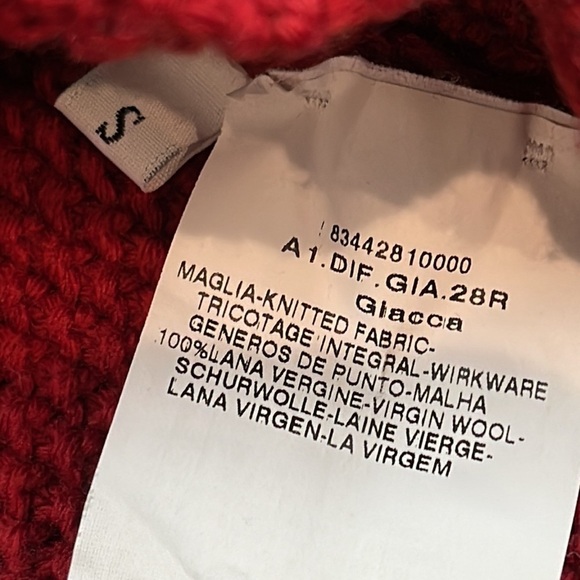 S
83442810000
A1.DIF.GIA.28R
Giacca
MAGLIA-KNITTED FABRIC-
TRICOTAGE INTEGRAL-WIRKWARE
GENEROS DE PUNTO-MALHA
100%LANA VERGINE-VIRGIN WOOL-
SCHURWOLLE-LAINE VIERGE-
LANA VIRGEN-LA VIRGEM